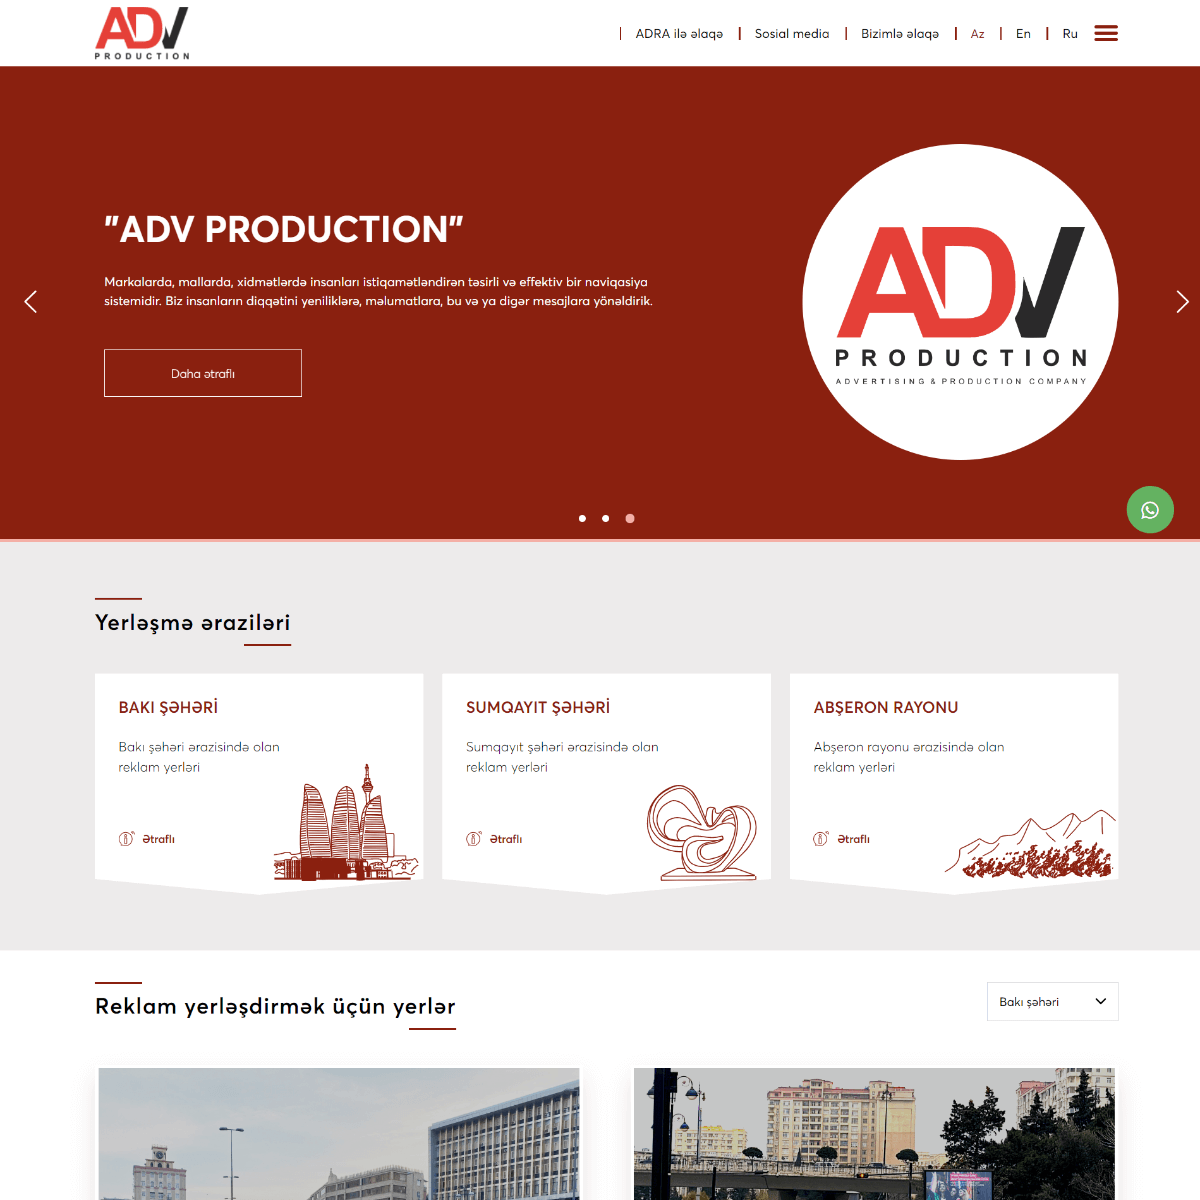 ADV
PRODUCTION
ADRA ilə əlaqə
Sosial media
Bizimlə əlaqə
Az
En
Ru
"ADV PRODUCTION"
Markalarda, mallarda, xidmətlərdə insanları istiqamətləndirən təsirli və effektiv bir naviqasiya
sistemidir. Biz insanların diqqətini yeniliklərə, məlumatlara, bu və ya digər mesajlara yönəldirik.
Daha ətraflı
ADV
PRODUCTION
ADVERTISING & PRODUCTION COMPANY
Yerləşmə əraziləri
BAKI ŞƏHƏRİ
Bakı şəhəri ərazisində olan
reklam yerləri
Ətraflı
SUMQAYIT ŞƏHƏRİ
Sumqayıt şəhəri ərazisində olan
reklam yerləri
Ətraflı
ABŞERON RAYONU
Abşeron rayonu ərazisində olan
reklam yerləri
Ətraflı
Reklam yerləşdirmək üçün yerlər
Bakı şəhəri